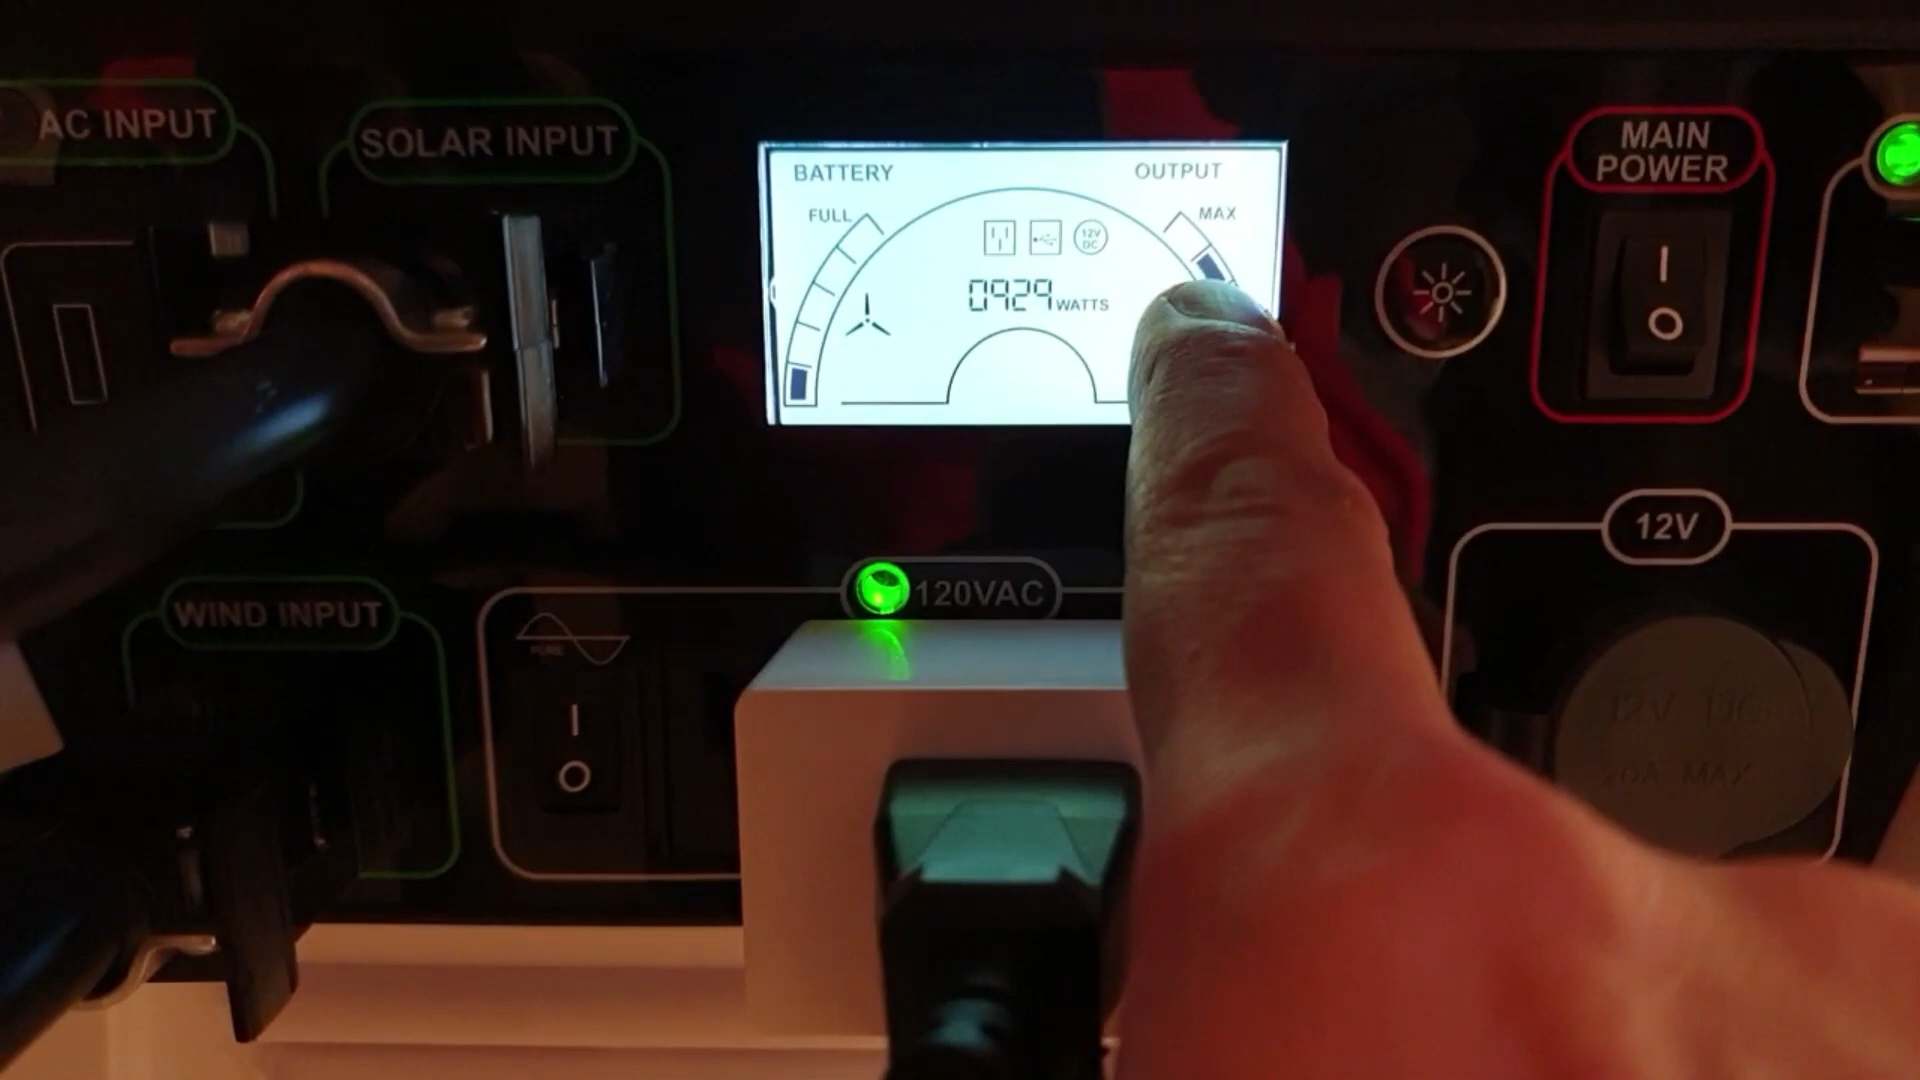 AC INPUT
SOLAR INPUT
BATTERY
OUTPUT
FULL
MAX
12V
DC
0929 WATTS
MAIN
POWER
120VAC
12V
WIND INPUT
PURE
12V DC
20A MAX